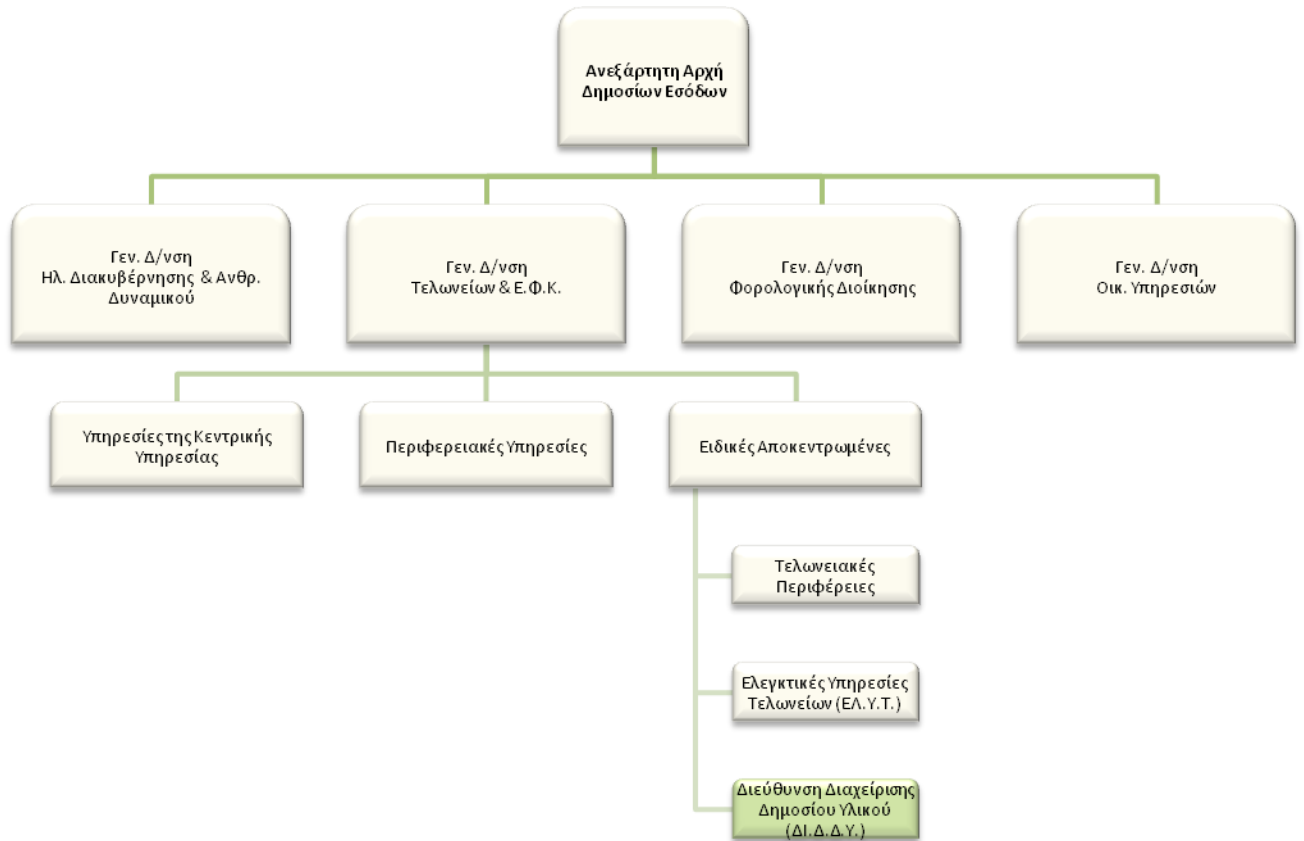 Ανεξάρτητη Αρχή
Δημοσίων Εσόδων
Γεν. Δ/νση
Ηλ. Διακυβέρνησης & Ανθρ.
Δυναμικού
Γεν. Δ/νση
Τελωνείων & Ε.Φ.Κ.
Γεν. Δ/νση
Φορολογικής Διοίκησης
Γεν. Δ/νση
Οικ. Υπηρεσιών
Υπηρεσίες της Κεντρικής
Υπηρεσίας
Περιφερειακές Υπηρεσίες
Ειδικές Αποκεντρωμένες
Τελωνειακές
Περιφέρειες
Ελεγκτικές Υπηρεσίες
Τελωνείων (ΕΛ.Υ.Τ.)
Διεύθυνση Διαχείρισης
Δημοσίου Υλικού
(ΔΙ.Δ.Δ.Υ.)